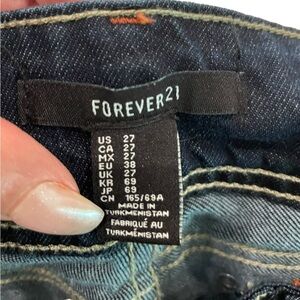 FOREVER21
US 27
CA 27
MX 27
EU 38
UK 27
KR 69
JP 69
CN 165/69A
MADE IN
TURKMENISTAN
FABRIQUÉ AU
TURKMÉNISTAN